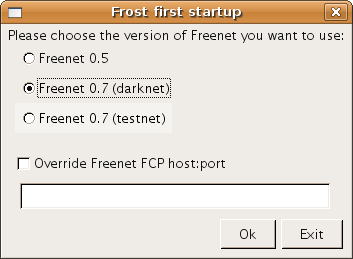 Frost first startup
Please choose the version of Freenet you want to use:
Freenet 0.5
Freenet 0.7 (darknet)
Freenet 0.7 (testnet)
Override Freenet FCP host:port
Ok Exit